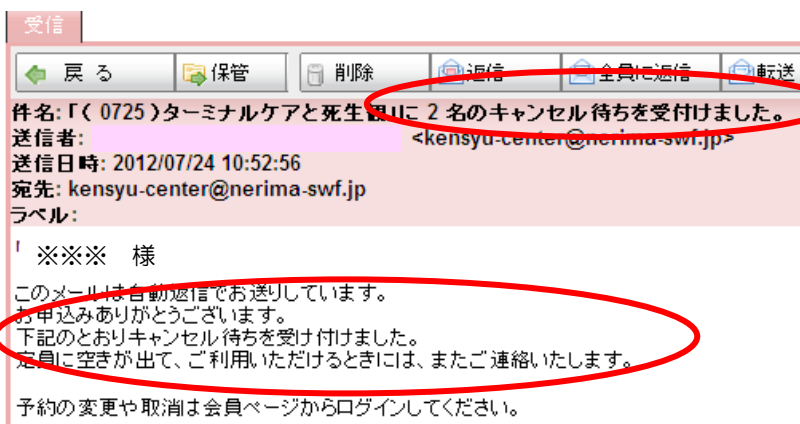 受信
戻る 保管 削除 返信 全員に返信 転送
件名:「( 0725 )ターミナルケアと死生観」に 2 名のキャンセル待ちを受付けました。
送信者: <kensyu-center@nerima-swf.jp>
送信日時: 2012/07/24 10:52:56
宛先: kensyu-center@nerima-swf.jp
ラベル:
※※※ 様
このメールは自動返信でお送りしています。
お申込みありがとうございます。
下記のとおりキャンセル待ちを受け付けました。
定員に空きが出て、ご利用いただけるときには、またご連絡いたします。
予約の変更や取消は会員ページからログインしてください。